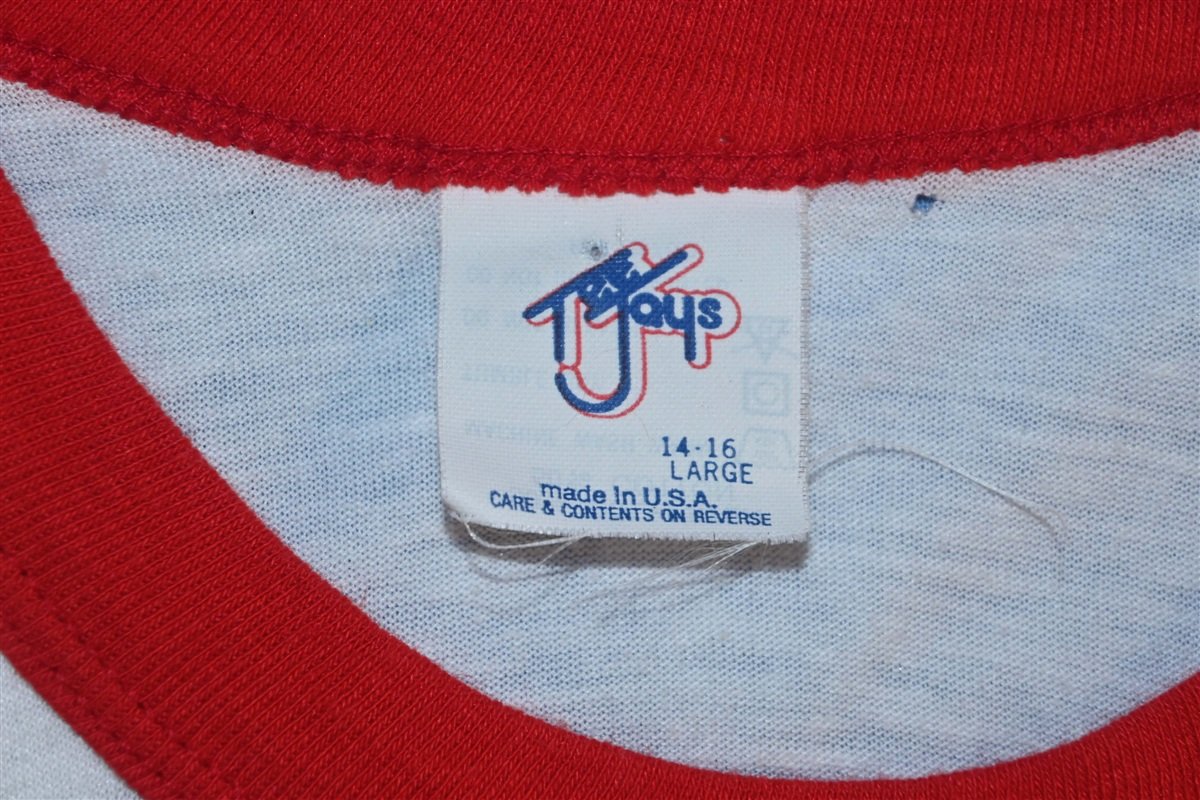 Tee Jays
14-16
LARGE
made in U.S.A.
CARE & CONTENTS ON REVERSE